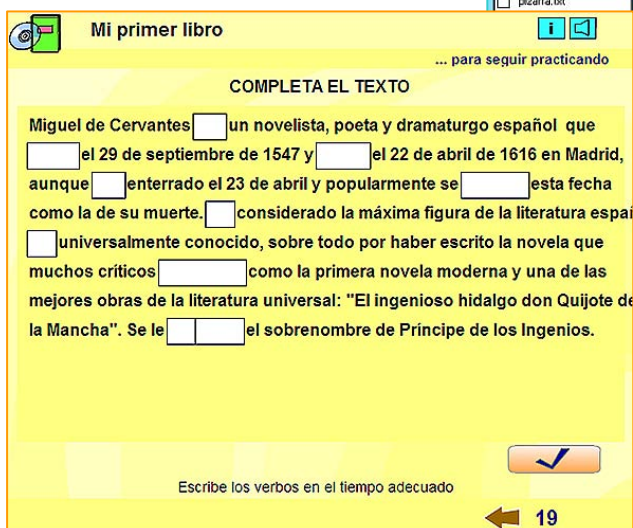 pizarra.txt
Mi primer libro
i
... para seguir practicando
COMPLETA EL TEXTO
Miguel de Cervantes un novelista, poeta y dramaturgo español que
el 29 de septiembre de 1547 y el 22 de abril de 1616 en Madrid,
aunque enterrado el 23 de abril y popularmente se esta fecha
como la de su muerte. considerado la máxima figura de la literatura espa
universalmente conocido, sobre todo por haber escrito la novela que
muchos críticos como la primera novela moderna y una de las
mejores obras de la literatura universal: "El ingenioso hidalgo don Quijote de
la Mancha". Se le el sobrenombre de Príncipe de los Ingenios.
Escribe los verbos en el tiempo adecuado
19